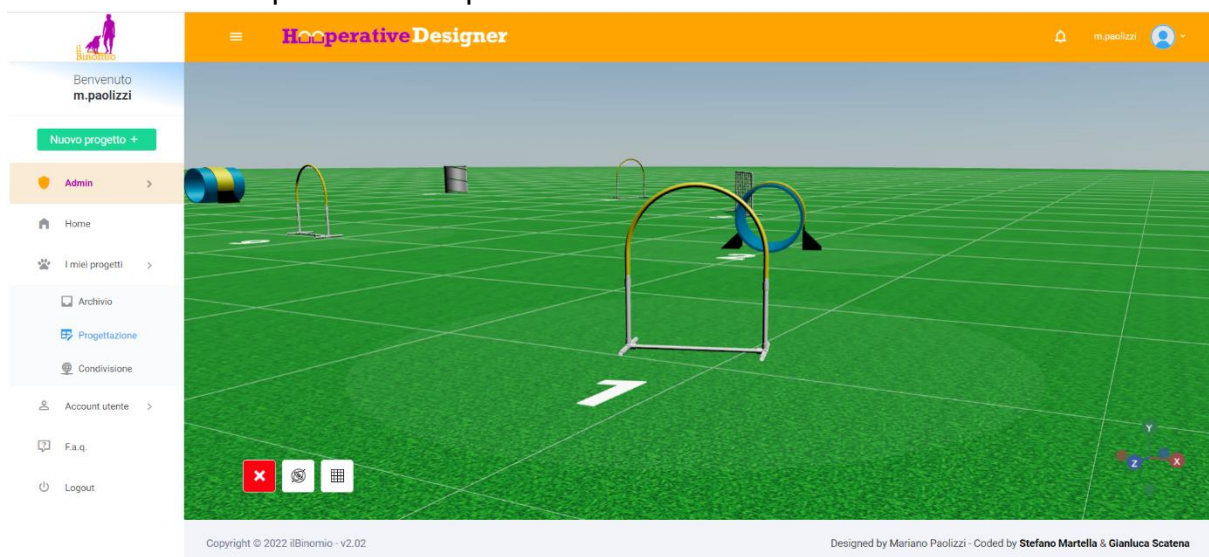 ilBinomio
HooperativeDesigner
m.paolizzi
Benvenuto
m.paolizzi
Nuovo progetto +
Admin
Home
I miei progetti
Archivio
Progettazione
Condivisione
Account utente
F.a.q.
Logout
1
Y
Z
X
Copyright © 2022 ilBinomio - v2.02
Designed by Mariano Paolizzi - Coded by Stefano Martella & Gianluca Scatena